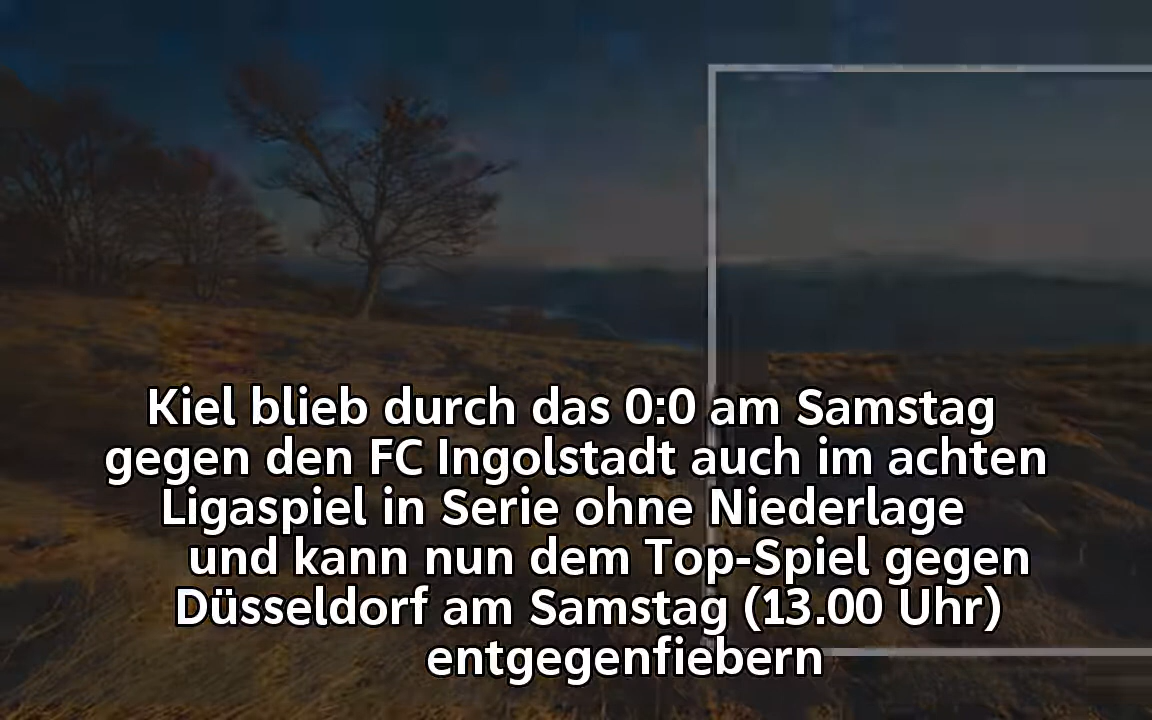 Kiel blieb durch das 0:0 am Samstag
gegen den FC Ingolstadt auch im achten
Ligaspiel in Serie ohne Niederlage
und kann nun dem Top-Spiel gegen
Düsseldorf am Samstag (13.00 Uhr)
entgegenfiebern